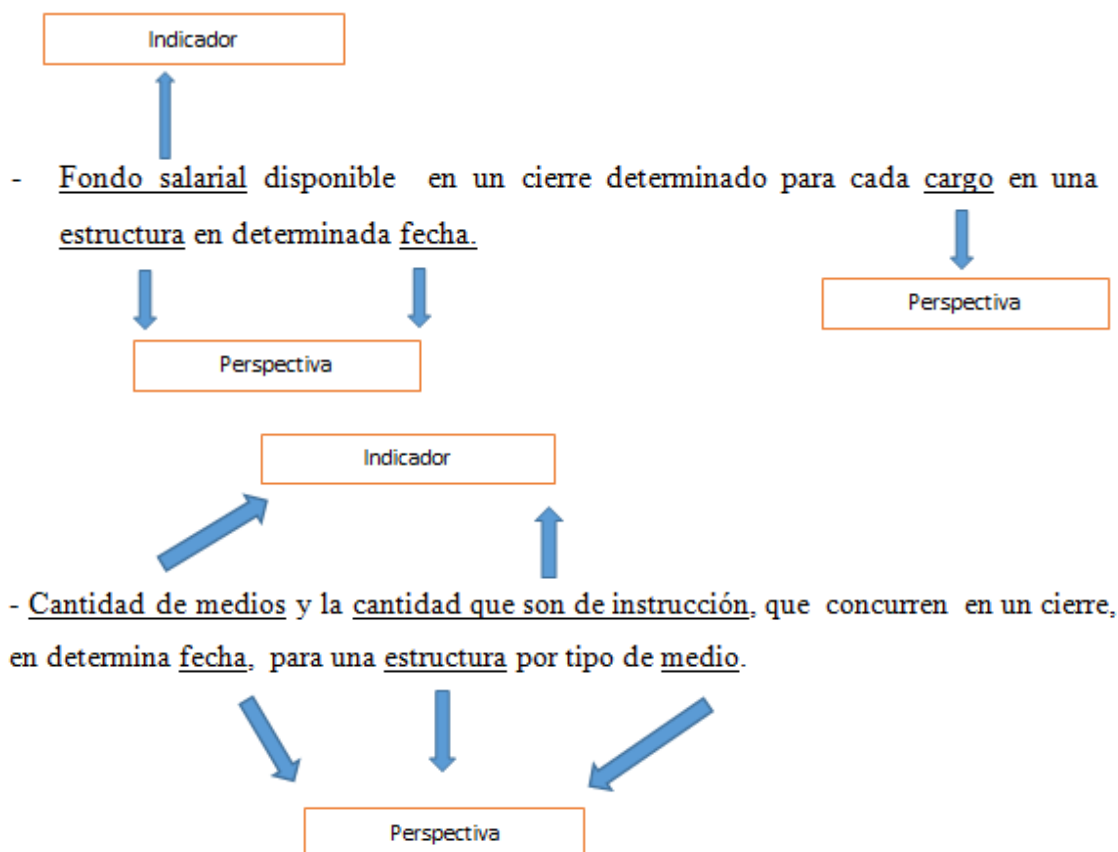 Indicador
- Fondo salarial disponible en un cierre determinado para cada cargo en una
estructura en determinada fecha.
Perspectiva
Perspectiva
Indicador
- Cantidad de medios y la cantidad que son de instrucción, que concurren en un cierre,
en determina fecha, para una estructura por tipo de medio.
Perspectiva